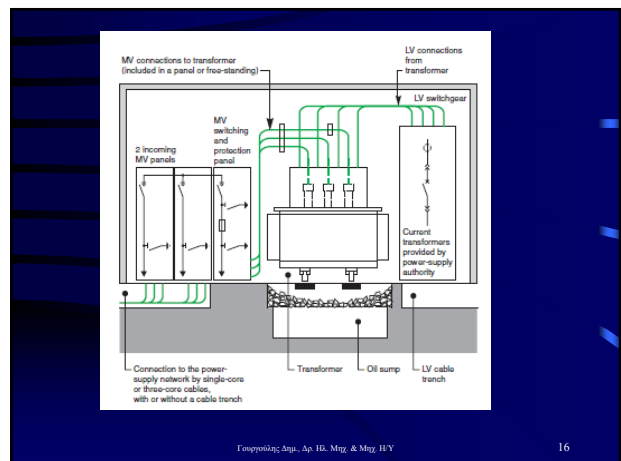 MV connections to transformer
(included in a panel or free-standing)
LV connections
from
transformer
LV switchgear
MV
switching
and
protection
panel
2 incoming
MV panels
Current
transformers
provided by
power-supply
authority
Connection to the power-
supply network by single-core
or three-core cables,
with or without a cable trench
Transformer
Oil sump
LV cable
trench
Γουργούλης Δημ., Δρ. Ηλ. Μηχ. & Μηχ. Η/Υ
16